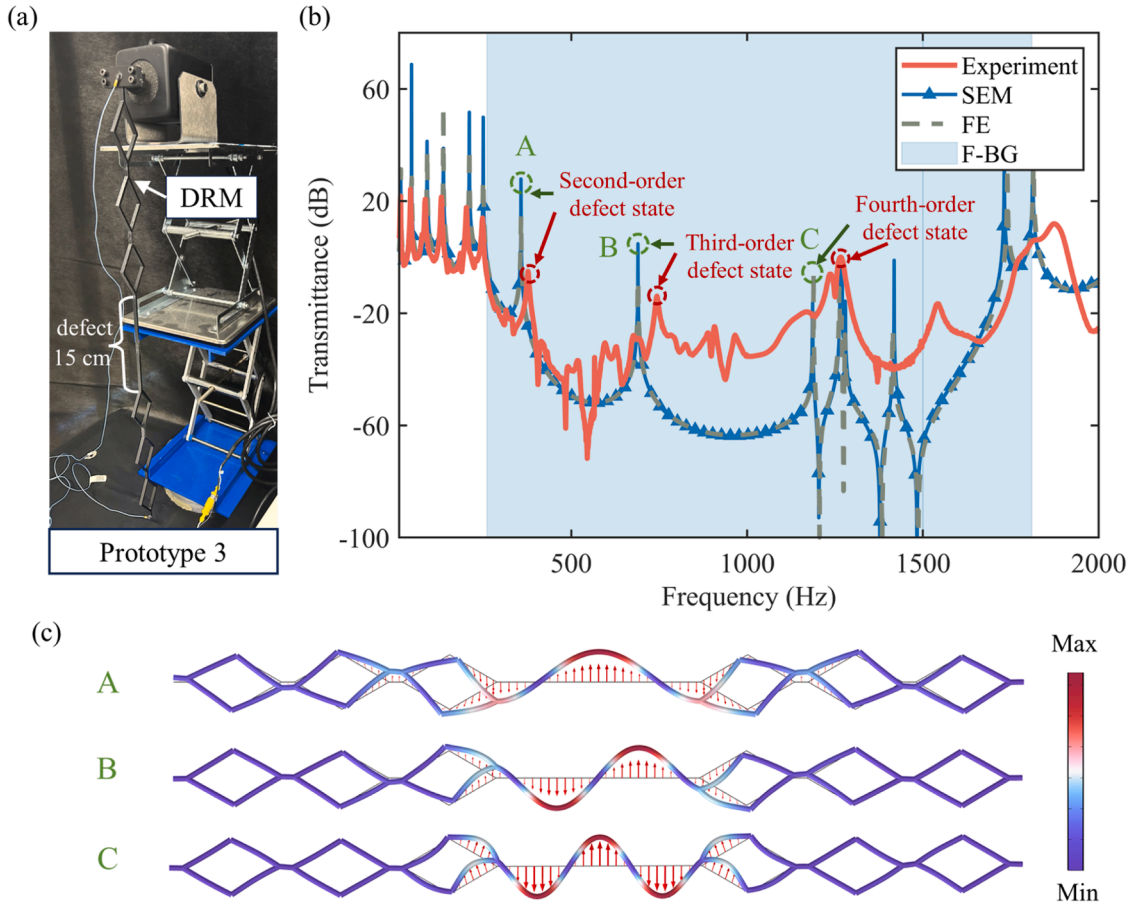 (a)
DRM
defect
15 cm
Prototype 3
(b)
Transmittance (dB)
60
20
-20
-60
-100
500
1000
1500
2000
Frequency (Hz)
Experiment
SEM
FE
F-BG
A
Second-order
defect state
B
Third-order
defect state
C
Fourth-order
defect state
(c)
A
B
C
Max
Min